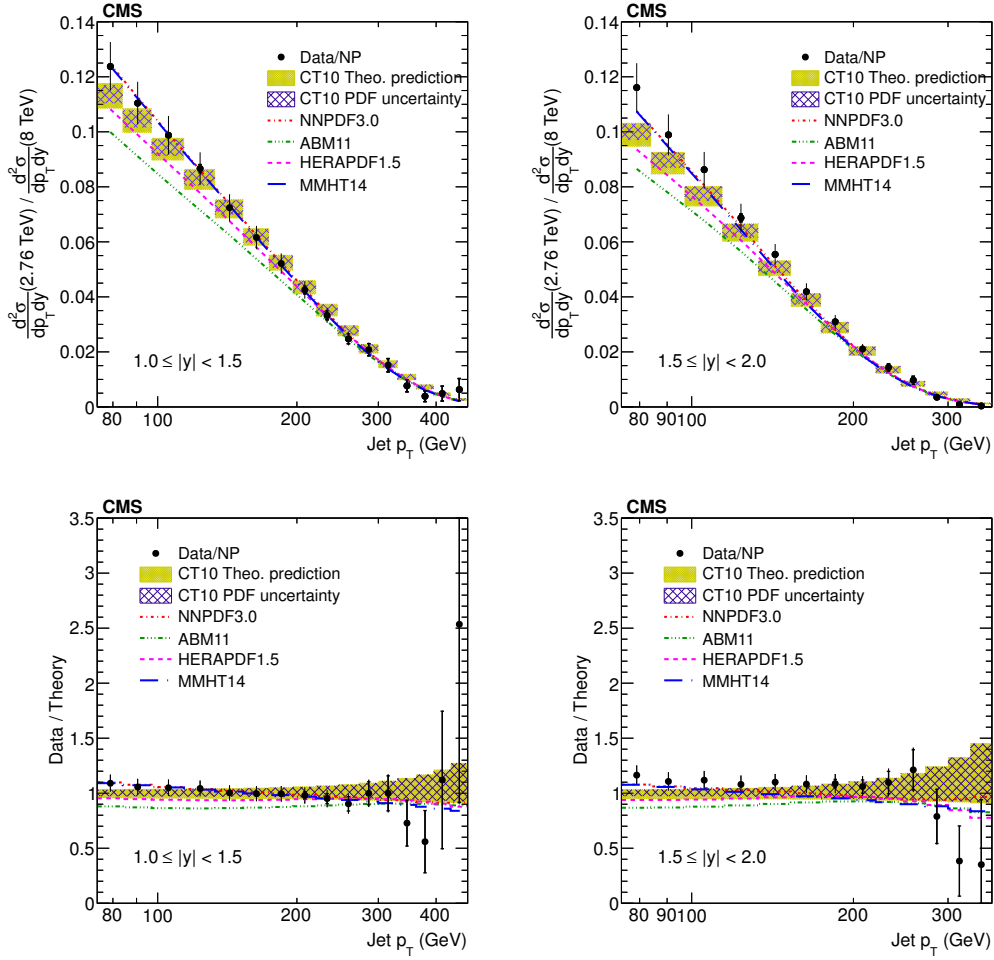 CMS
0.14
0.12
0.1
0.08
0.06
0.04
0.02
0
d²σ/dp_T dy (2.76 TeV) / d²σ/dp_T dy (8 TeV)
Data/NP
CT10 Theo. prediction
CT10 PDF uncertainty
NNPDF3.0
ABM11
HERAPDF1.5
MMHT14
1.0 ≤ |y| < 1.5
80 100 200 300 400
Jet p_T (GeV)
CMS
0.14
0.12
0.1
0.08
0.06
0.04
0.02
0
d²σ/dp_T dy (2.76 TeV) / d²σ/dp_T dy (8 TeV)
Data/NP
CT10 Theo. prediction
CT10 PDF uncertainty
NNPDF3.0
ABM11
HERAPDF1.5
MMHT14
1.5 ≤ |y| < 2.0
80 90 100 200 300
Jet p_T (GeV)
CMS
3.5
3
2.5
2
1.5
1
0.5
0
Data / Theory
Data/NP
CT10 Theo. prediction
CT10 PDF uncertainty
NNPDF3.0
ABM11
HERAPDF1.5
MMHT14
1.0 ≤ |y| < 1.5
80 100 200 300 400
Jet p_T (GeV)
CMS
3.5
3
2.5
2
1.5
1
0.5
0
Data / Theory
Data/NP
CT10 Theo. prediction
CT10 PDF uncertainty
NNPDF3.0
ABM11
HERAPDF1.5
MMHT14
1.5 ≤ |y| < 2.0
80 90 100 200 300
Jet p_T (GeV)